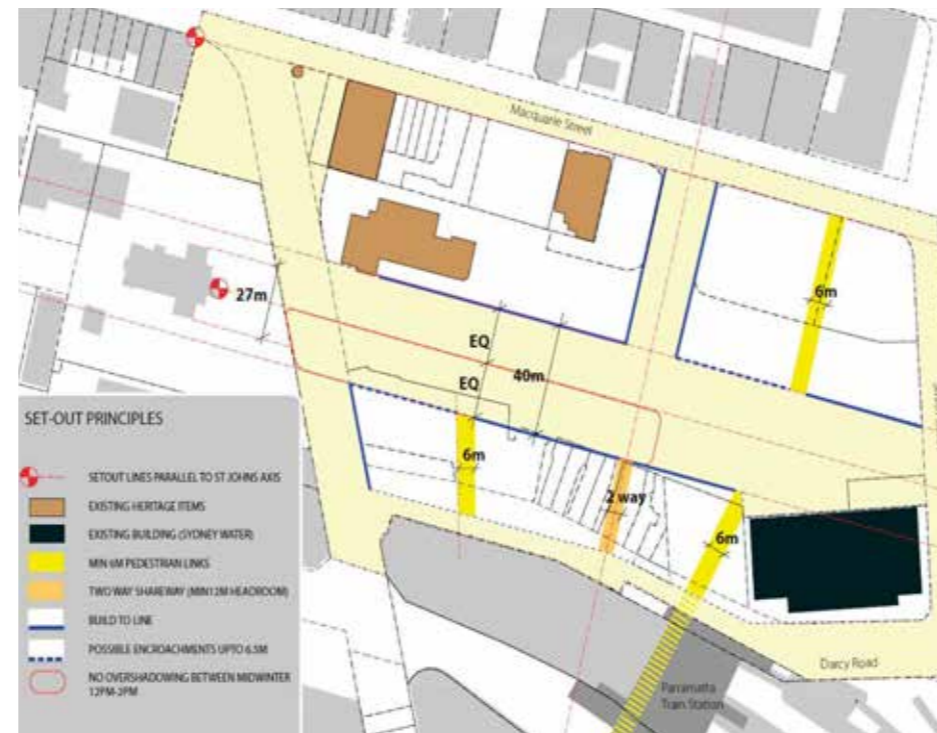 Macquarie Street
6m
27m
EQ
40m
EQ
SET-OUT PRINCIPLES
6m
SETOUT LINES PARALLEL TO ST JOHNS AXIS
2 way
EXISTING HERITAGE ITEMS
EXISTING BUILDING (SYDNEY WATER)
6m
MIN 6M PEDESTRIAN LINKS
TWO WAY SHAREWAY (MIN12M HEADROOM)
BUILD TO LINE
POSSIBLE ENCROACHMENTS UPTO 6.5M
NO OVERSHADOWING BETWEEN MIDWINTER
12PM-2PM
Darcy Road
Parramatta
Train Station